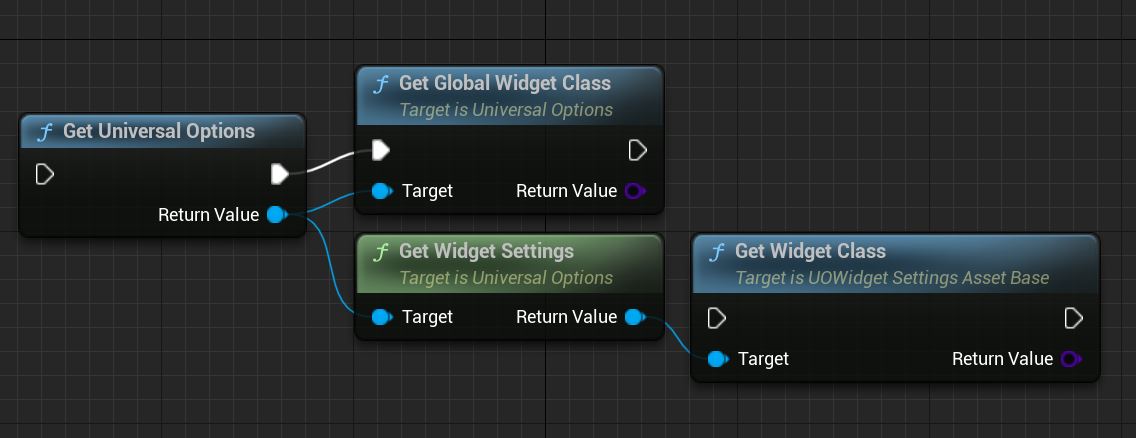 Get Universal Options
Return Value
Get Global Widget Class
Target is Universal Options
Target Return Value
Get Widget Settings
Target is Universal Options
Target Return Value
Get Widget Class
Target is UOWidget Settings Asset Base
Target
Return Value